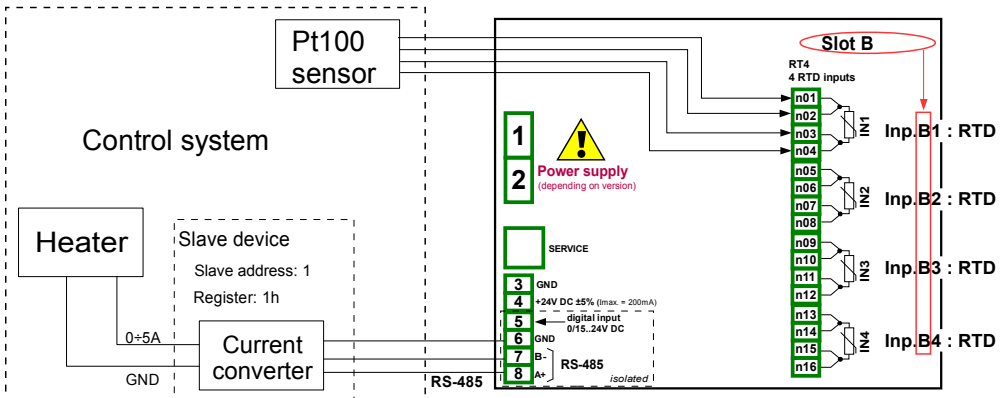 Pt100
sensor
Control system
Heater
Slave device
Slave address: 1
Register: 1h
0÷5A
GND
Current
converter
RS-485
1
2
!
Power supply
(depending on version)
SERVICE
3 GND
4 +24V DC ±5% (Imax. = 200mA)
5 digital input
0/15..24V DC
6 GND
7 B-
8 A+
RS-485
isolated
Slot B
RT4
4 RTD inputs
n01
n02
n03
n04
IN1
Inp.B1 : RTD
n05
n06
n07
n08
IN2
Inp.B2 : RTD
n09
n10
n11
n12
IN3
Inp.B3 : RTD
n13
n14
n15
n16
IN4
Inp.B4 : RTD